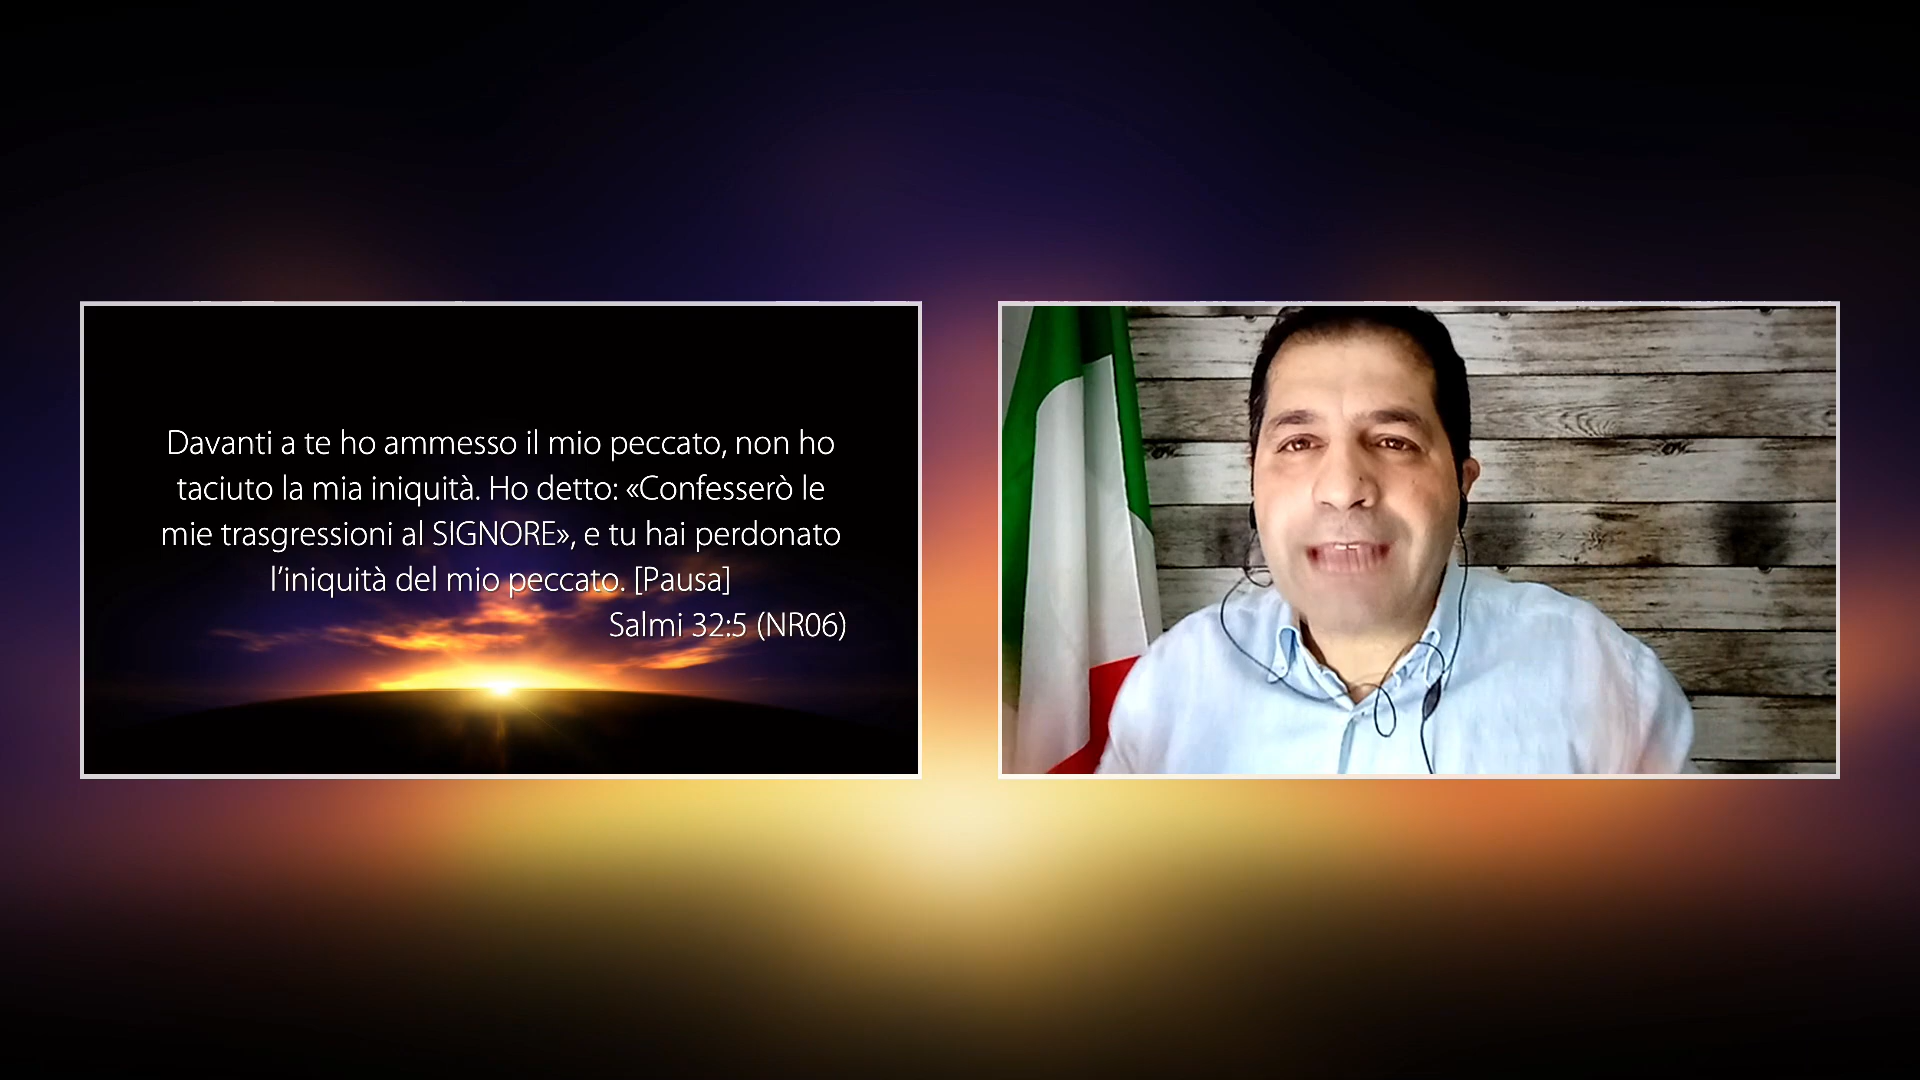 Davanti a te ho ammesso il mio peccato, non ho
taciuto la mia iniquità. Ho detto: «Confesserò le
mie trasgressioni al SIGNORE», e tu hai perdonato
l’iniquità del mio peccato. [Pausa]
Salmi 32:5 (NR06)